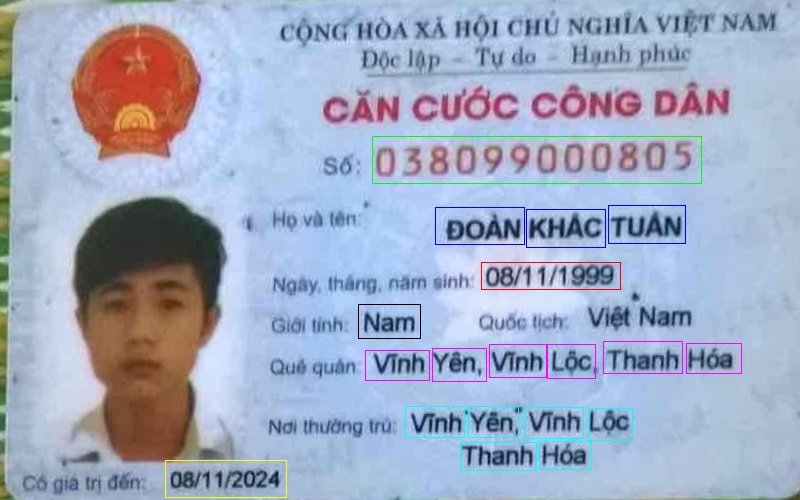 CỘNG HÒA XÃ HỘI CHỦ NGHĨA VIỆT NAM
Độc lập - Tự do - Hạnh phúc
CĂN CƯỚC CÔNG DÂN
Số: 038099000805
Họ và tên: ĐOÀN KHẮC TUÂN
Ngày, tháng, năm sinh: 08/11/1999
Giới tính: Nam Quốc tịch: Việt Nam
Quê quán: Vĩnh Yên, Vĩnh Lộc, Thanh Hóa
Nơi thường trú: Vĩnh Yên, Vĩnh Lộc
Thanh Hóa
Có giá trị đến: 08/11/2024